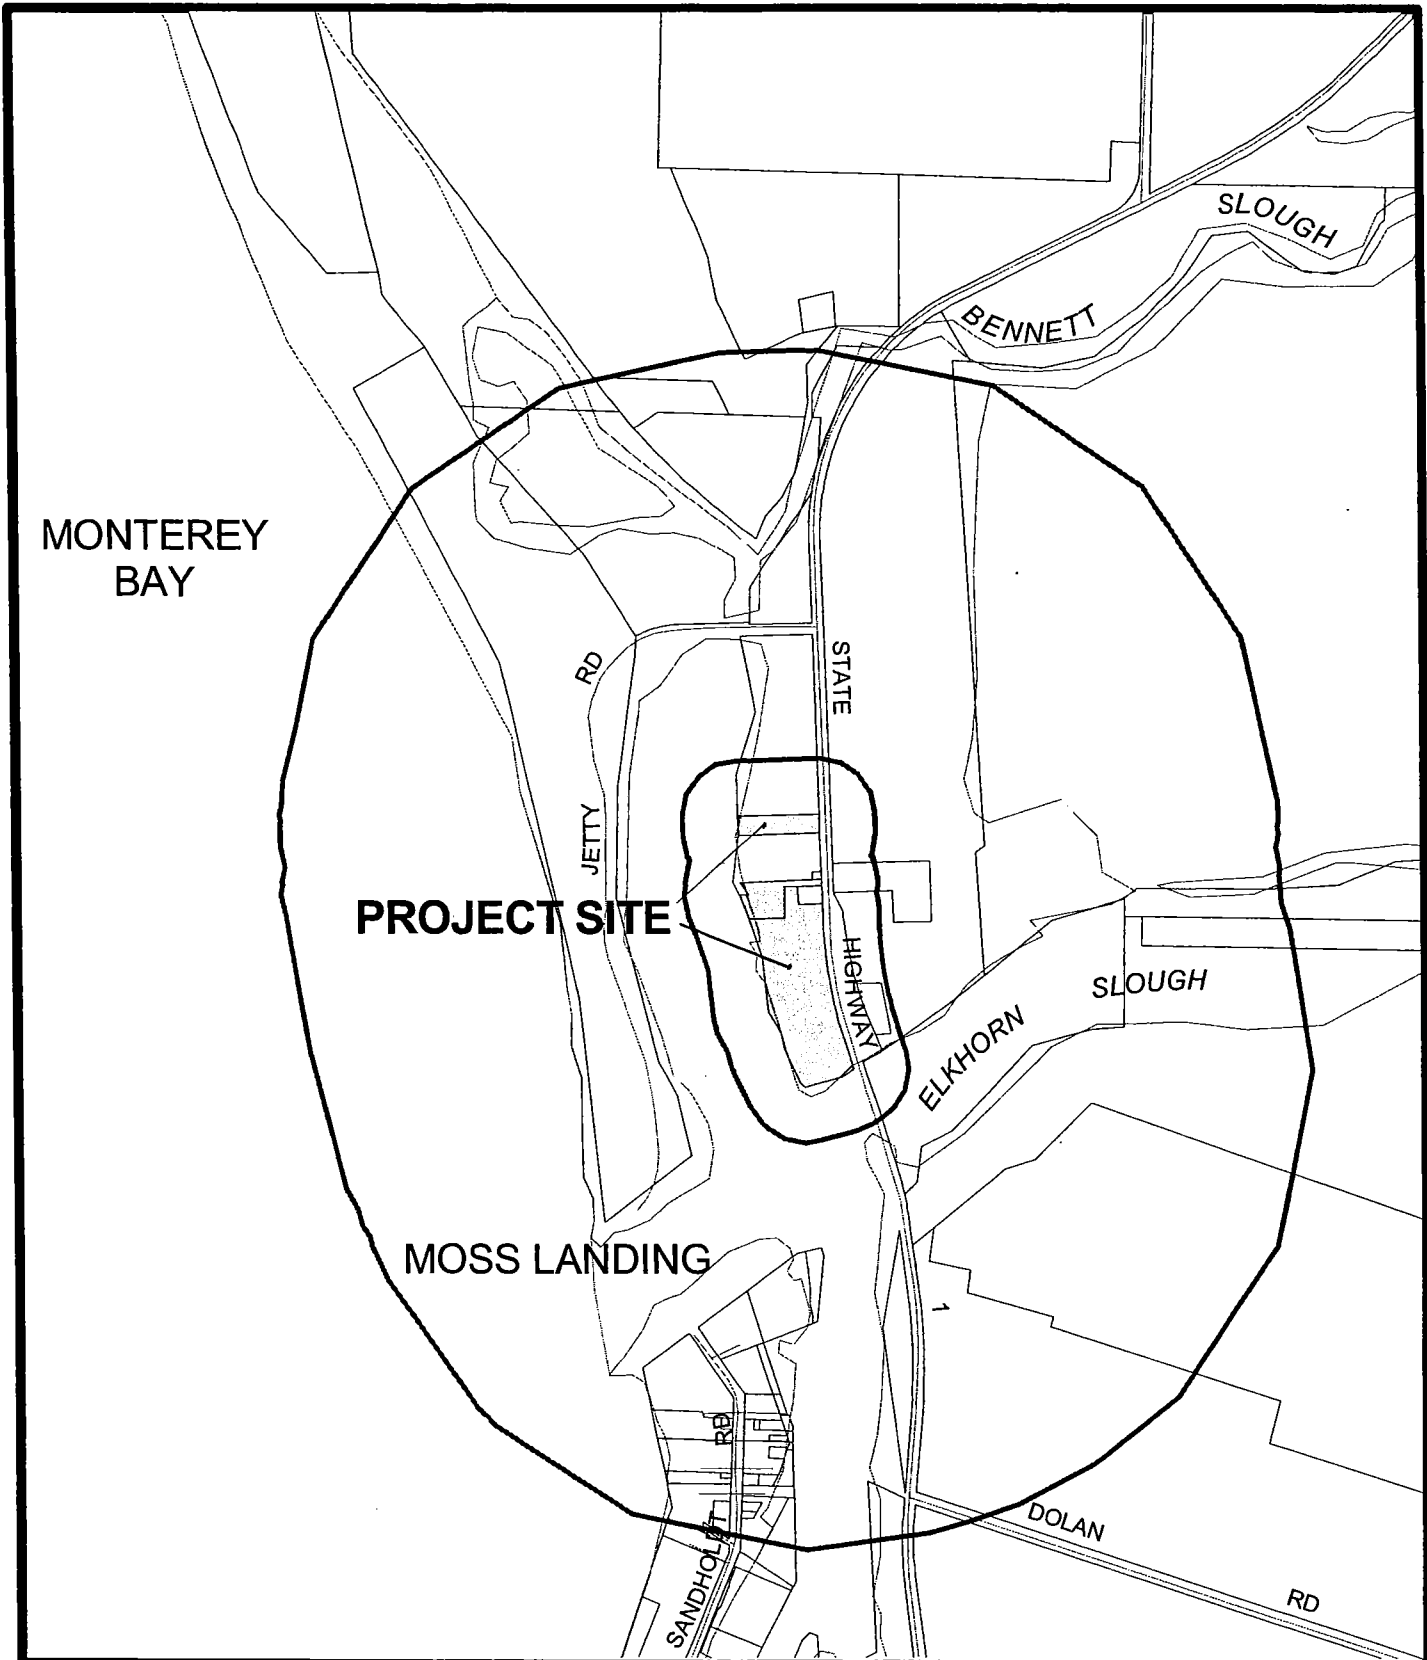 SLOUGH
BENNETT
MONTEREY
BAY
STATE
RD
JETTY
PROJECT SITE
HIGHWAY
SLOUGH
ELKHORN
MOSS LANDING
1
RD
SANDHOLDT
DOLAN
RD